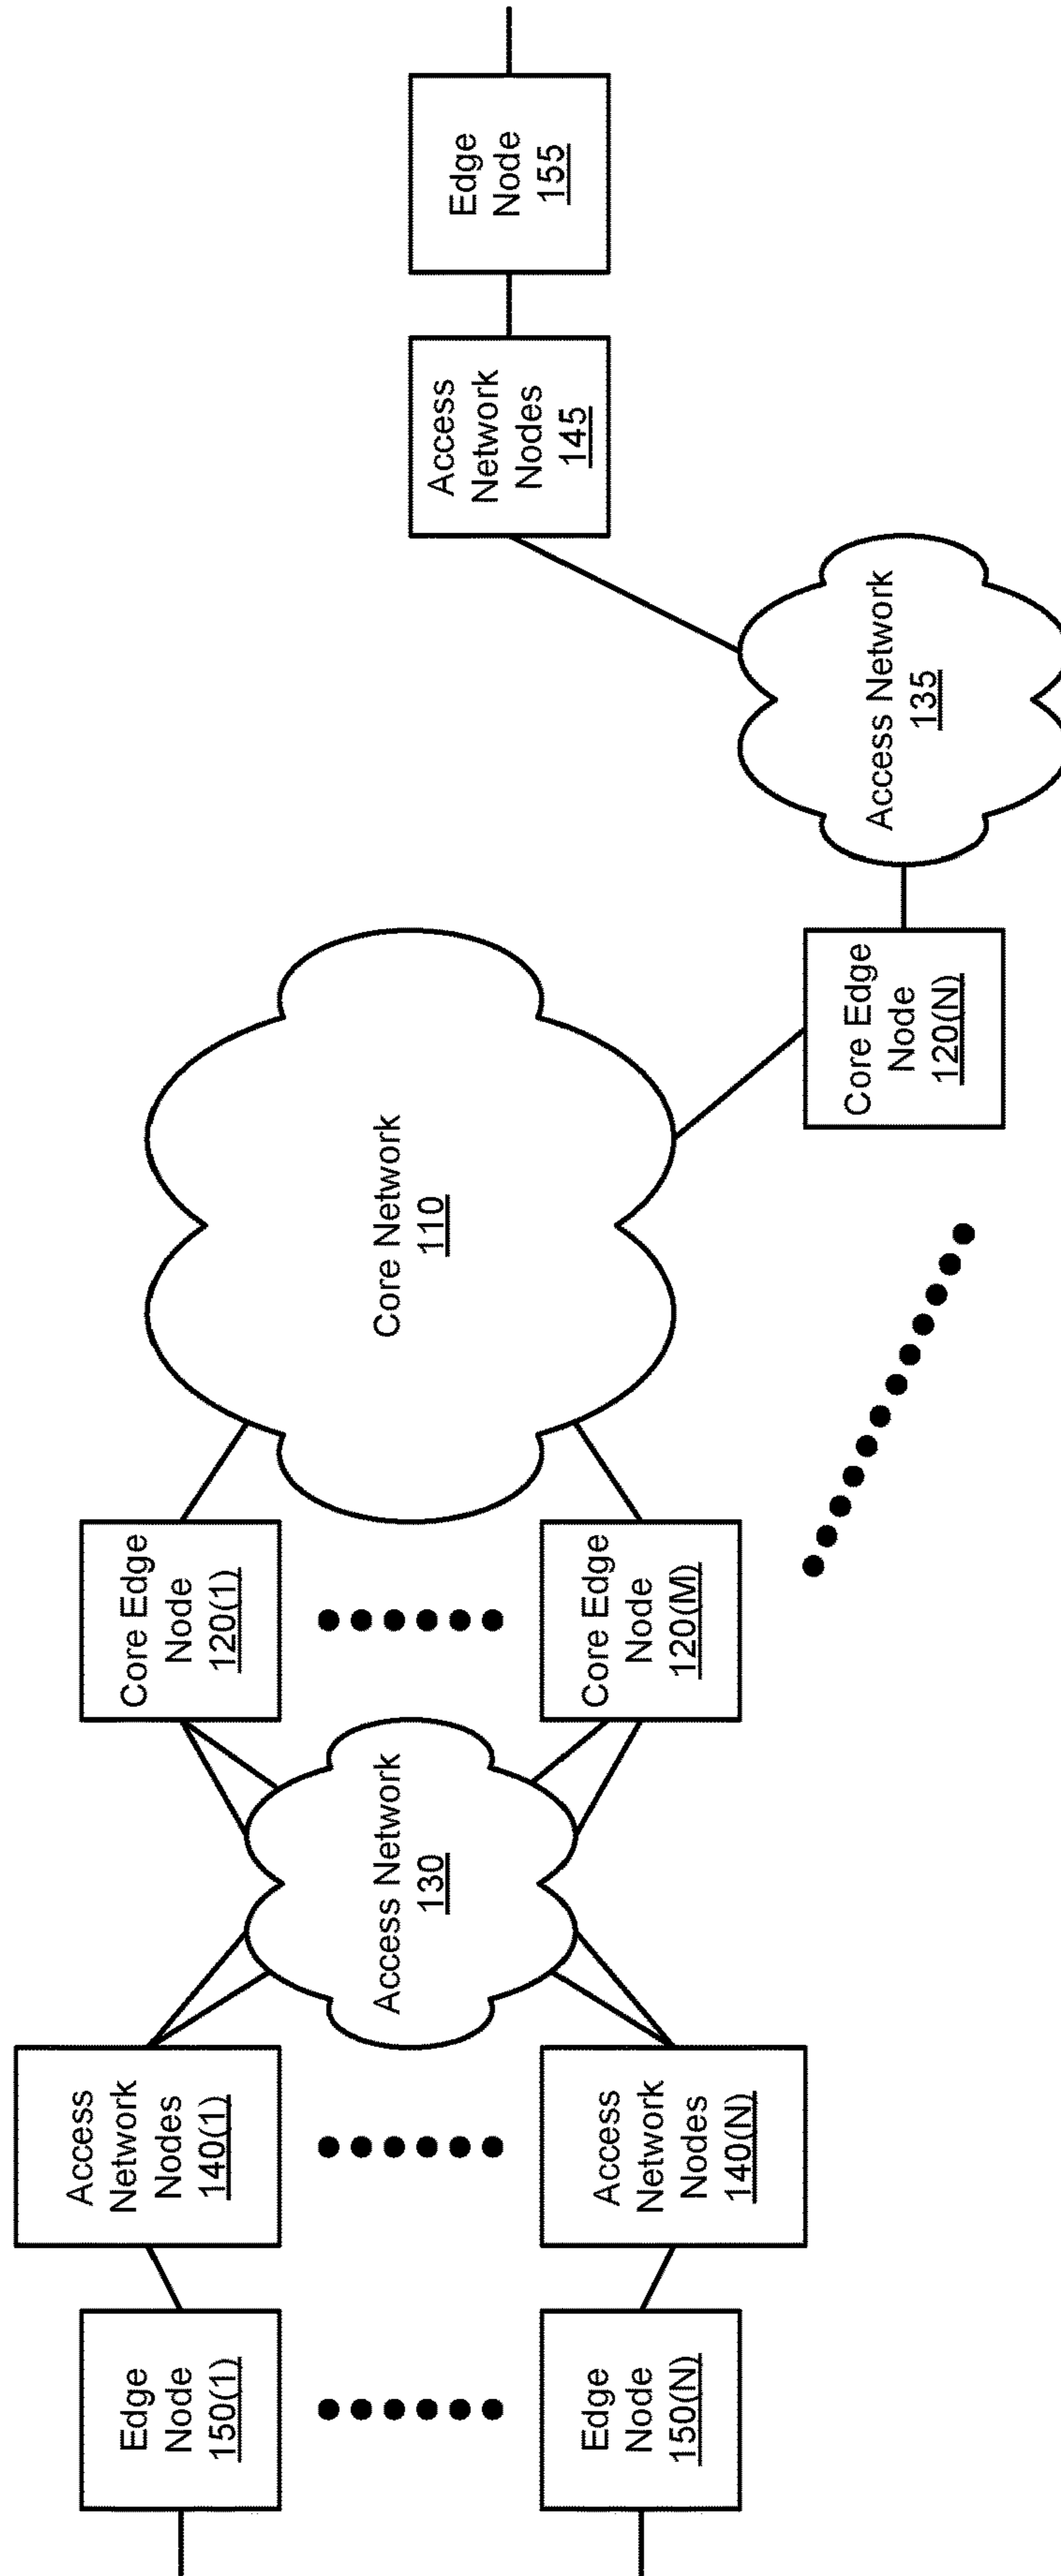 Edge
Node
150(1)
Access
Network
Nodes
140(1)
Core Edge
Node
120(1)
Edge
Node
150(N)
Access
Network
Nodes
140(N)
Access Network
130
Core Edge
Node
120(M)
Core Network
110
Core Edge
Node
120(N)
Access Network
135
Access
Network
Nodes
145
Edge
Node
155